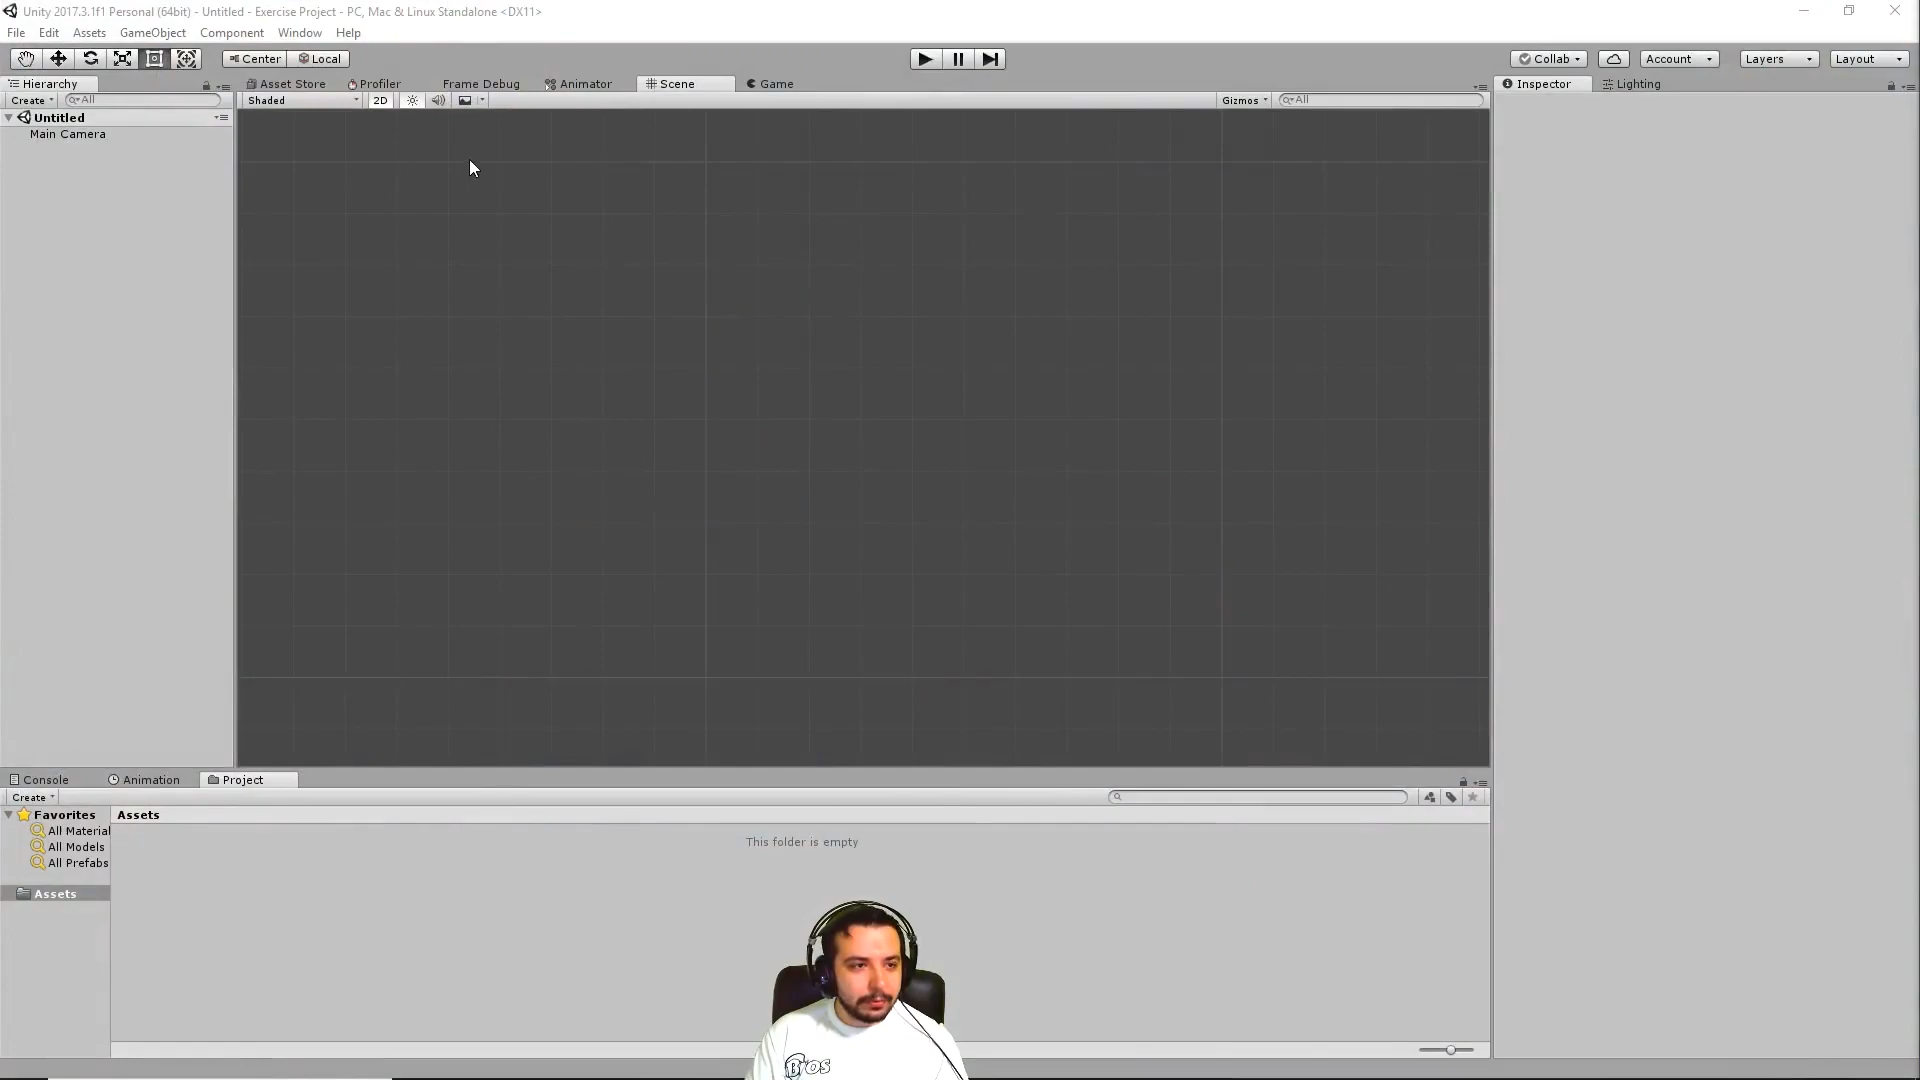 Unity 2017.3.1f1 Personal (64bit) - Untitled - Exercise Project - PC, Mac & Linux Standalone <DX11>
File Edit Assets GameObject Component Window Help
Center Local Collab Account Layers Layout
Hierarchy Asset Store Profiler Frame Debug Animator Scene Game Inspector Lighting
Create All Shaded 2D Gizmos All
Untitled
Main Camera
Console Animation Project
Create
Favorites Assets
All Material
All Models This folder is empty
All Prefabs
Assets